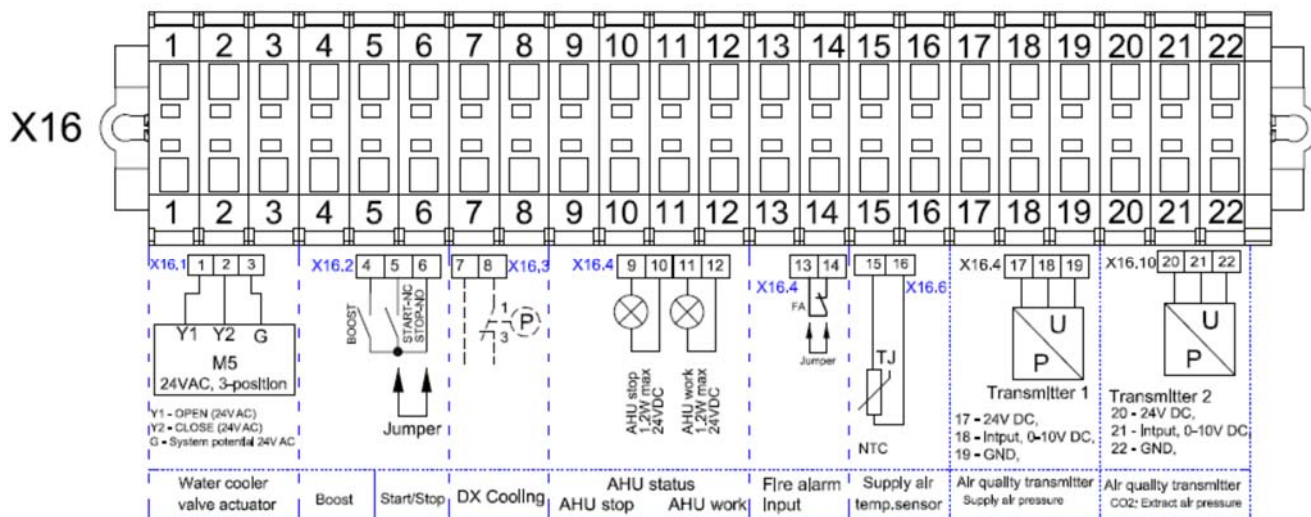 1 2 3 4 5 6 7 8 9 10 11 12 13 14 15 16 17 18 19 20 21 22
X16
1 2 3 4 5 6 7 8 9 10 11 12 13 14 15 16 17 18 19 20 21 22
X16.1 1 2 3
Y1 Y2 G
M5
24VAC, 3-position
Y1 - OPEN (24VAC)
Y2 - CLOSE (24VAC)
G - System potential 24VAC
Water cooler
valve actuator
X16.2 4 5 6
BOOST
START-NC
STOP-NO
Jumper
Boost
Start/Stop
7 8 X16.3
1
P
3
DX Cooling
X16.4 9 10 11 12
AHU stop
1,2W max
24VDC
AHU work
1,2W max
24VDC
AHU status
AHU stop AHU work
13 14
X16.4
FA
Jumper
Fire alarm
Input
15 16
X16.6
TJ
NTC
Supply air
temp.sensor
X16.4 17 18 19
U
P
Transmitter 1
17 - 24V DC,
18 - Intput, 0-10V DC,
19 - GND,
Air quality transmitter
Supply air pressure
X16.10 20 21 22
U
P
Transmitter 2
20 - 24V DC,
21 - Intput, 0-10V DC,
22 - GND,
Air quality transmitter
CO2; Extract air pressure